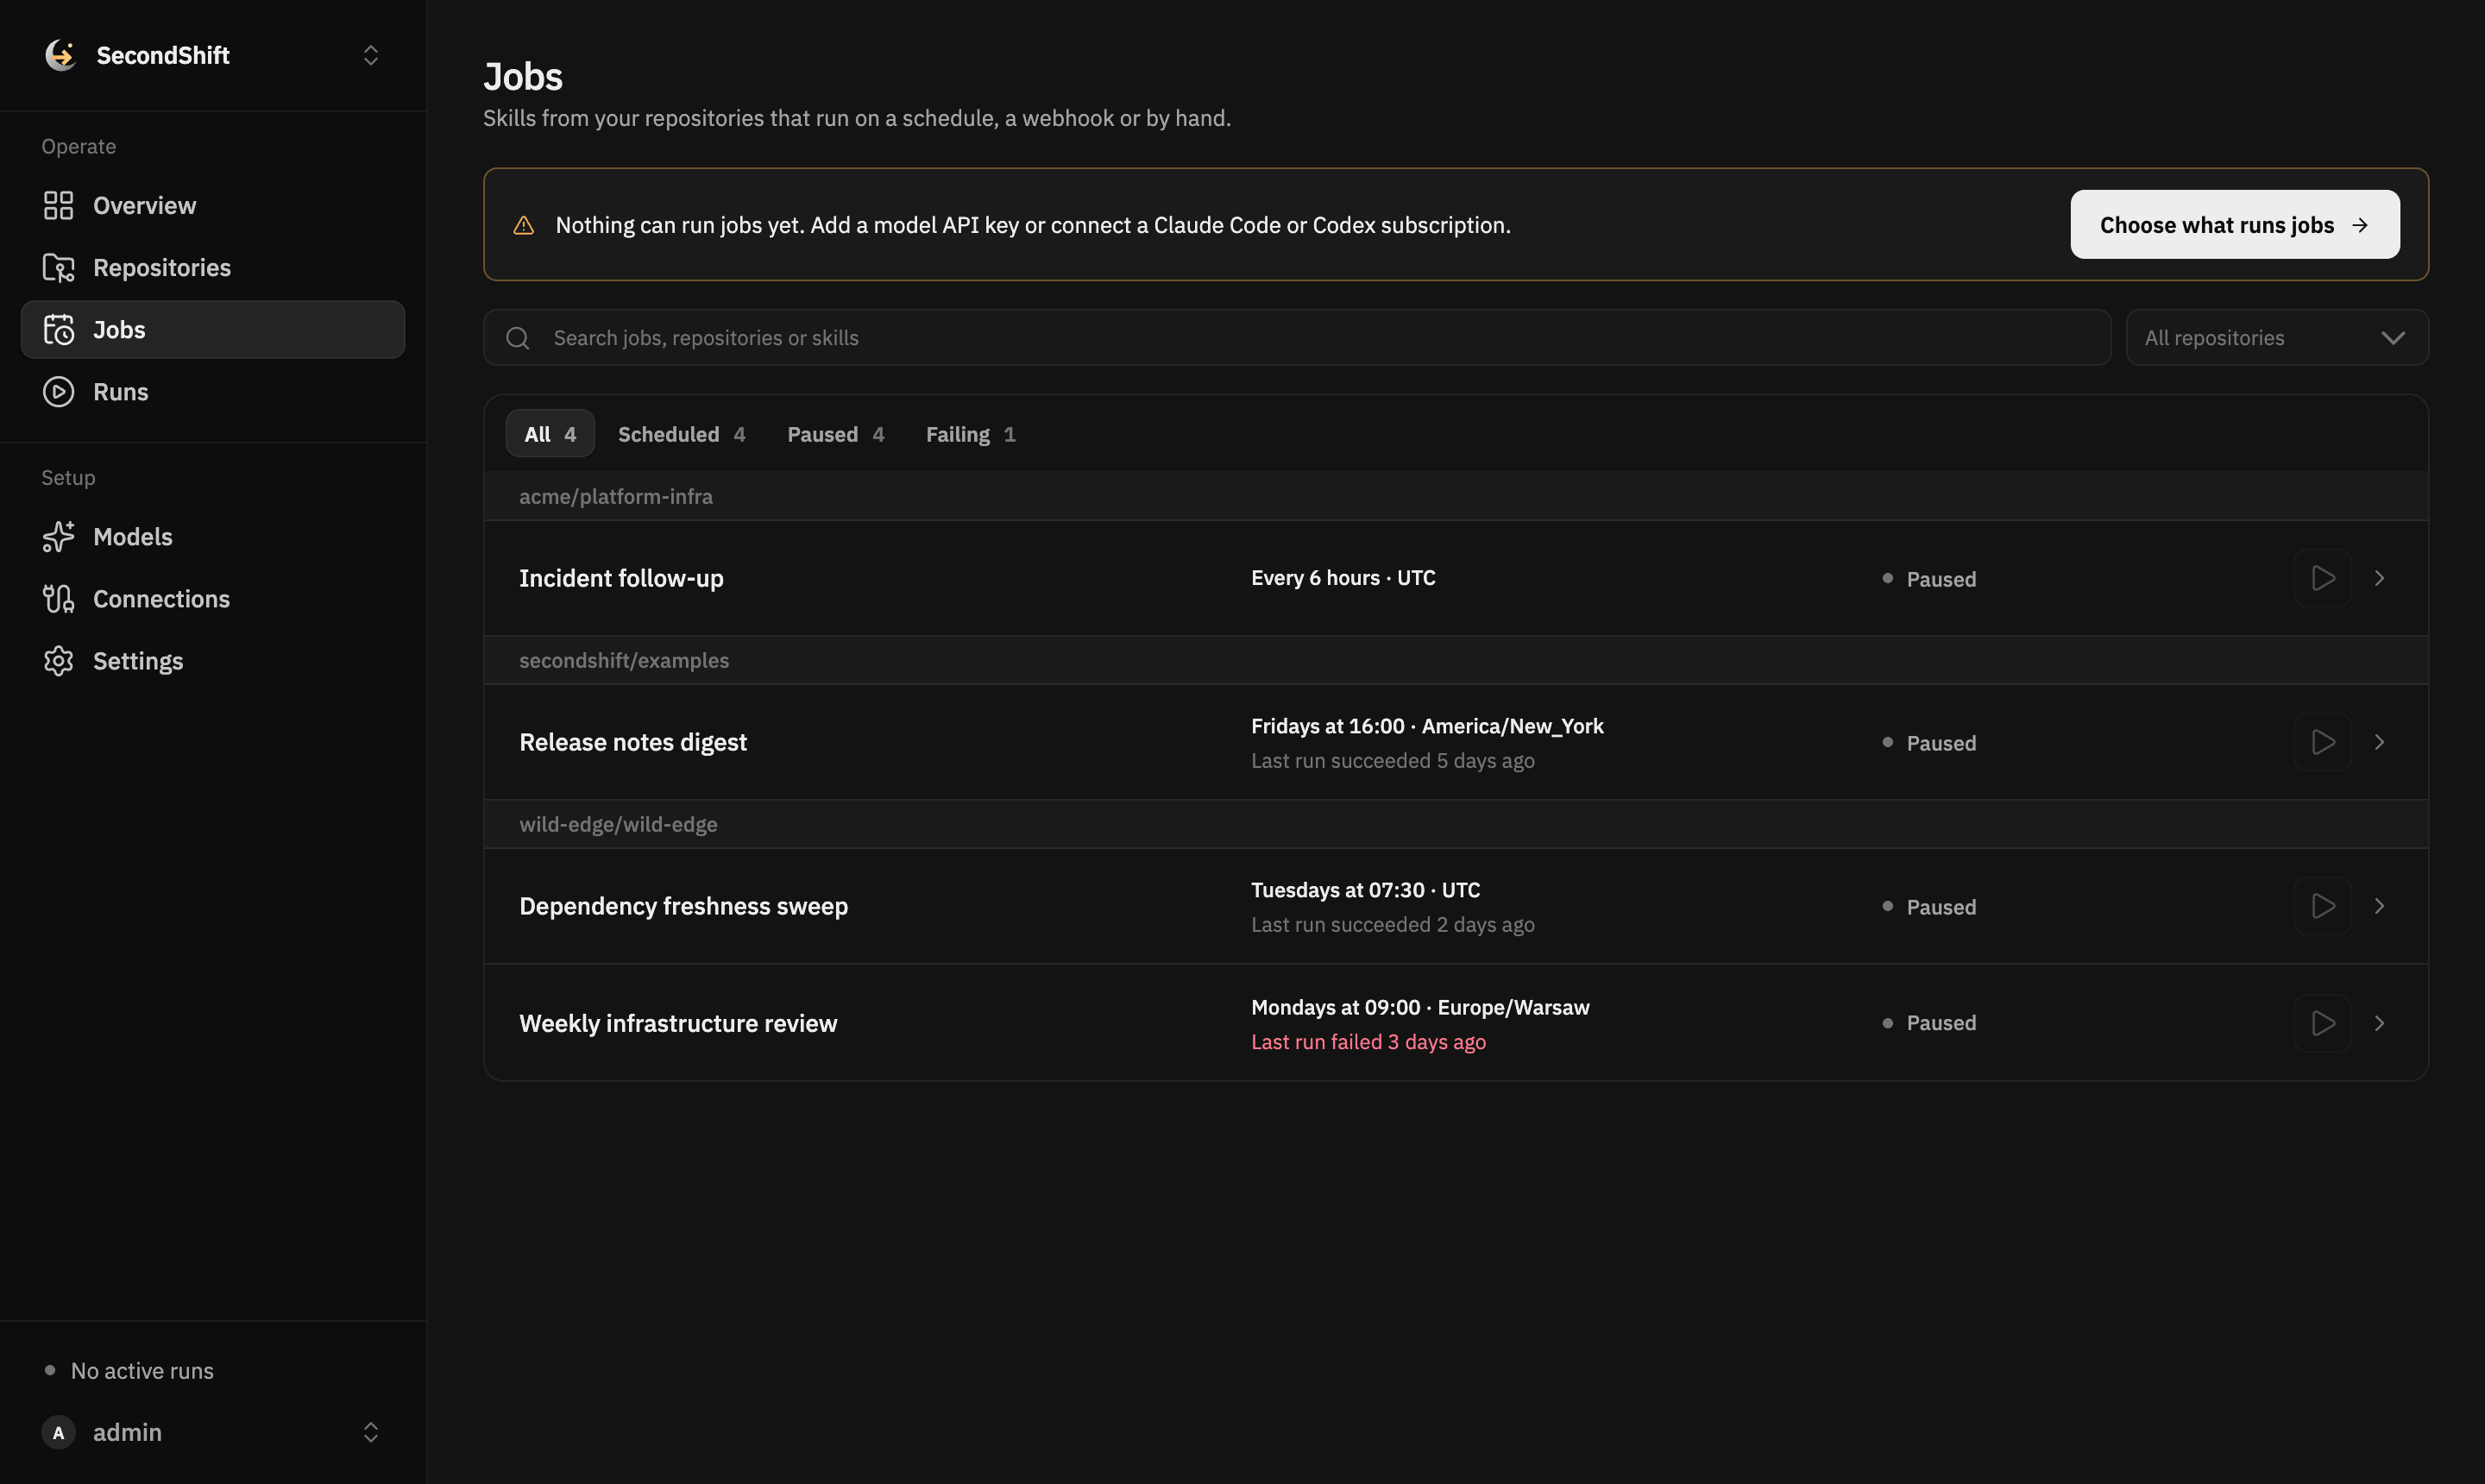 SecondShift
Operate
Overview
Repositories
Jobs
Runs
Setup
Models
Connections
Settings
No active runs
A admin
Jobs
Skills from your repositories that run on a schedule, a webhook or by hand.
Nothing can run jobs yet. Add a model API key or connect a Claude Code or Codex subscription.
Choose what runs jobs
Search jobs, repositories or skills
All repositories
All 4 Scheduled 4 Paused 4 Failing 1
acme/platform-infra
Incident follow-up
Every 6 hours · UTC
Paused
secondshift/examples
Release notes digest
Fridays at 16:00 · America/New_York
Last run succeeded 5 days ago
Paused
wild-edge/wild-edge
Dependency freshness sweep
Tuesdays at 07:30 · UTC
Last run succeeded 2 days ago
Paused
Weekly infrastructure review
Mondays at 09:00 · Europe/Warsaw
Last run failed 3 days ago
Paused